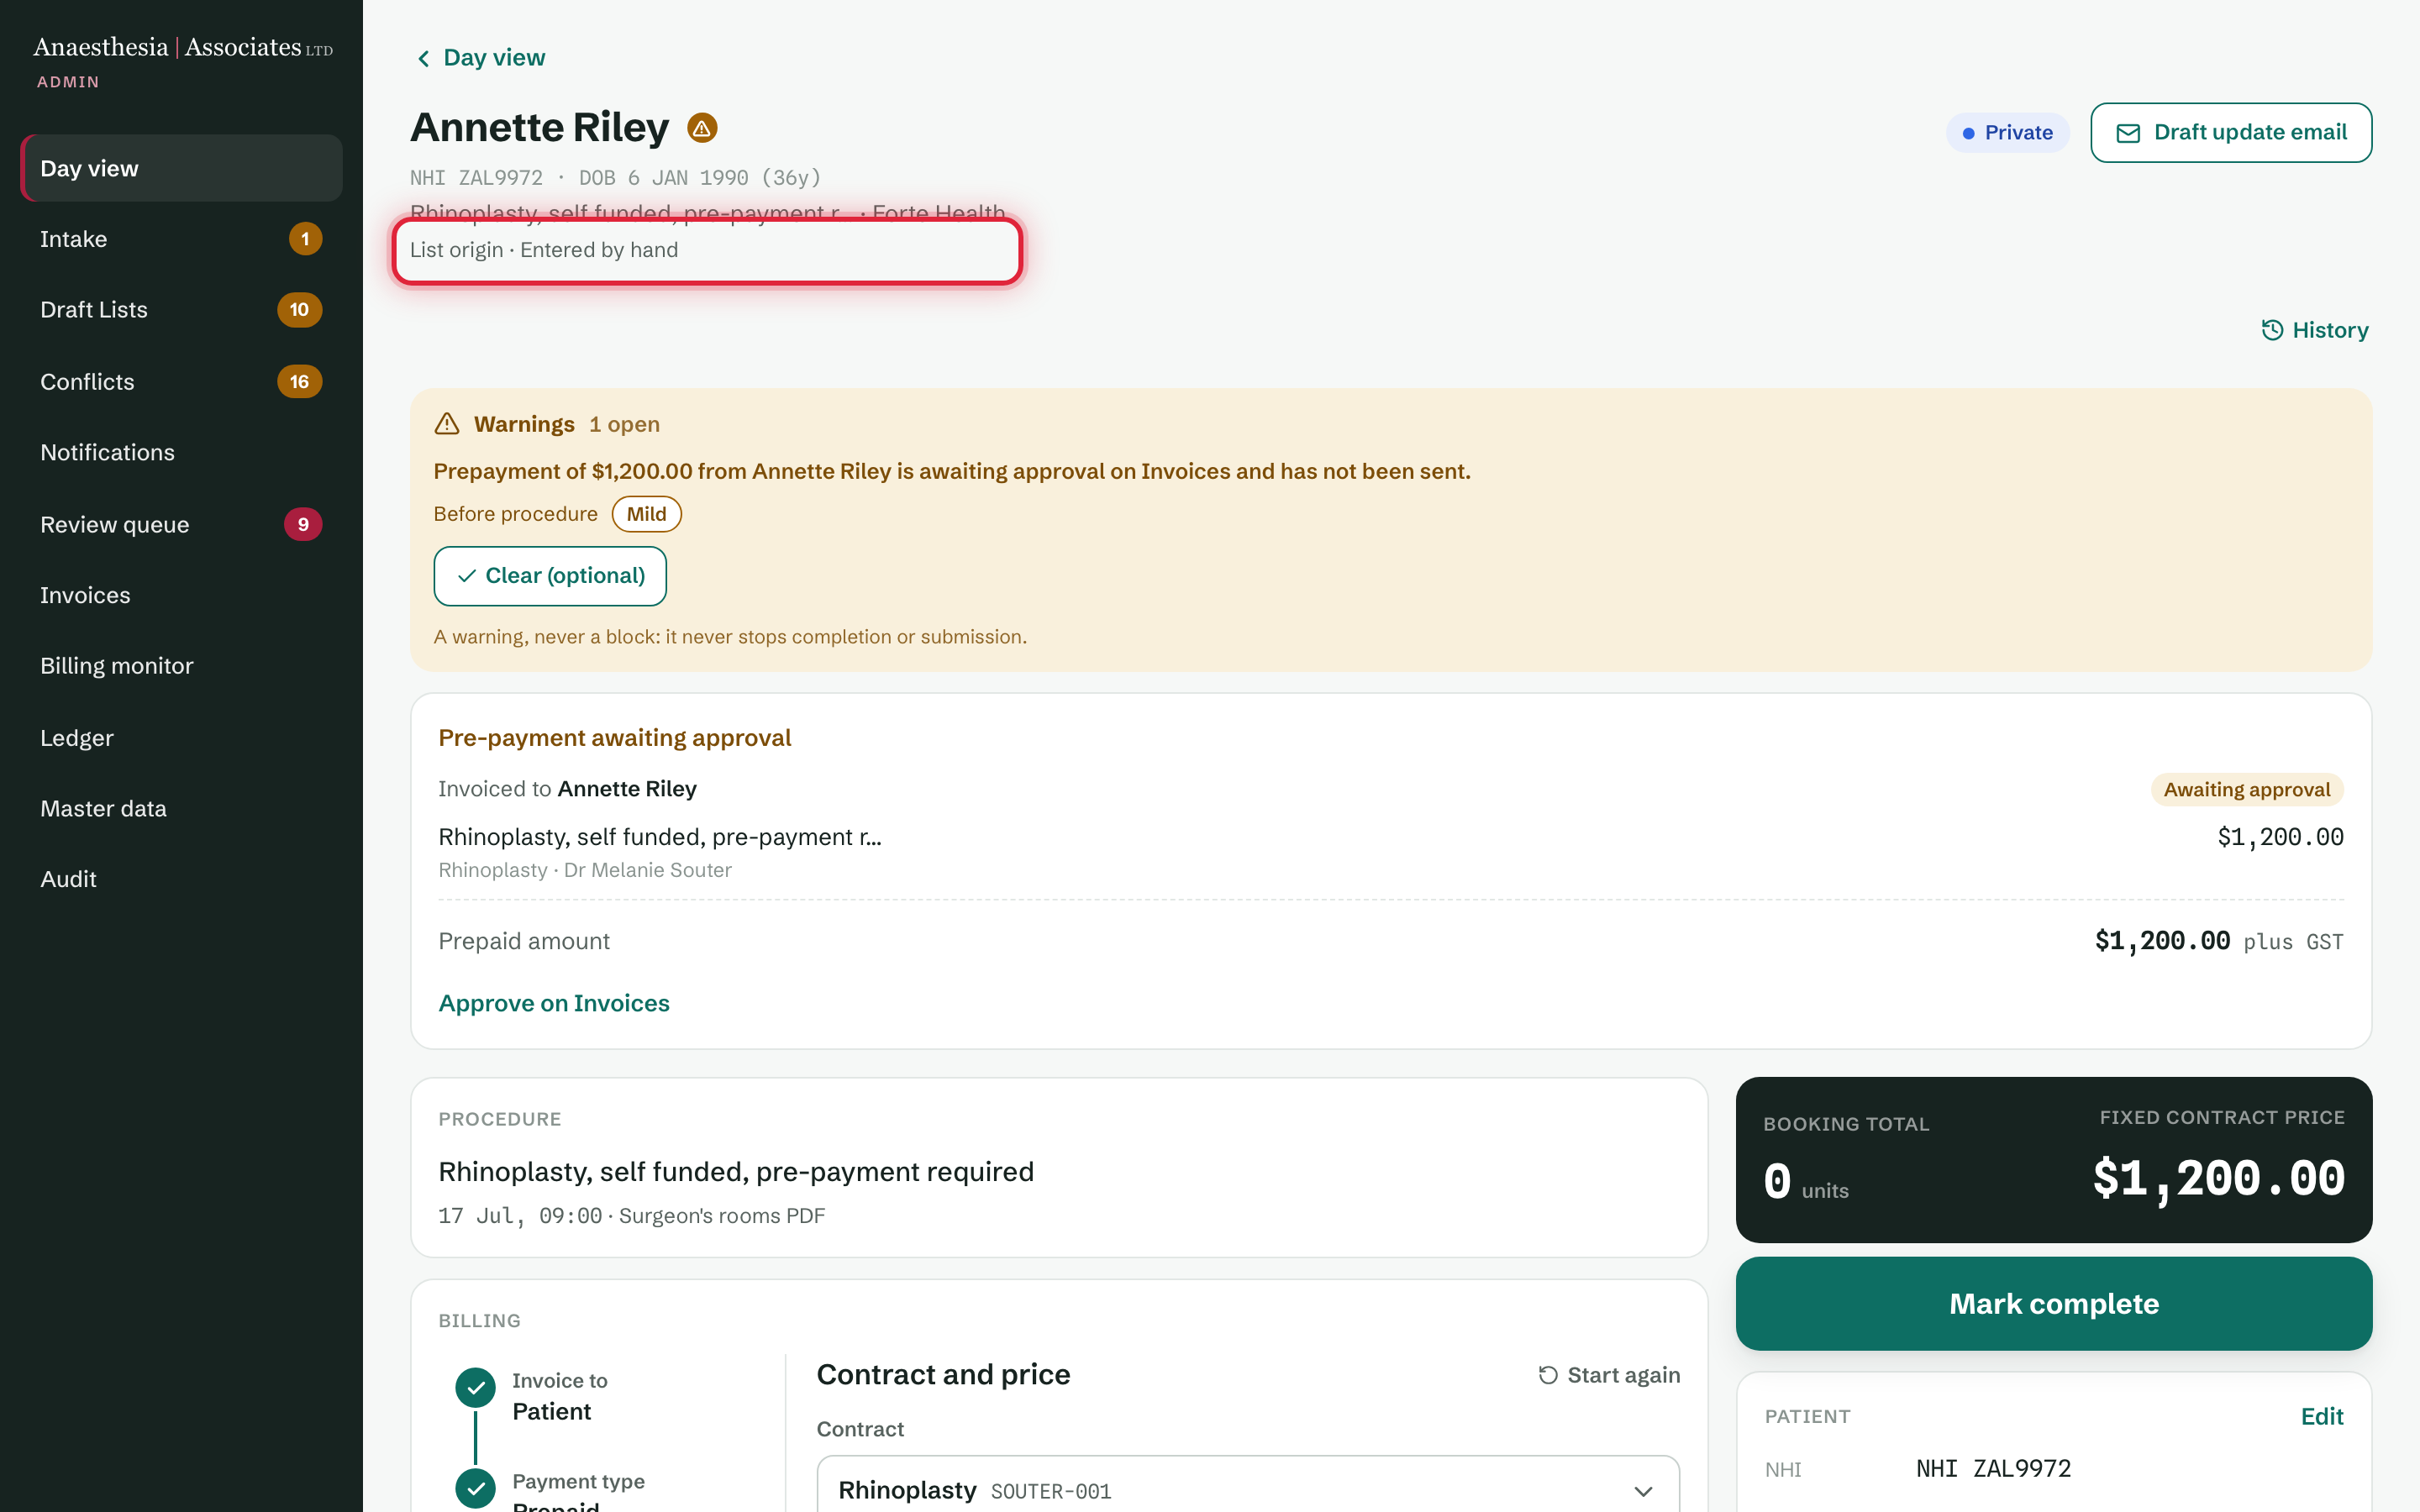 Anaesthesia | Associates LTD
ADMIN
Day view
Intake 1
Draft Lists 10
Conflicts 16
Notifications
Review queue 9
Invoices
Billing monitor
Ledger
Master data
Audit
Day view
Annette Riley
Private
Draft update email
NHI ZAL9972 · DOB 6 JAN 1990 (36y)
Rhinoplasty, self funded, pre-payment r... · Forte Health
List origin · Entered by hand
History
Warnings 1 open
Prepayment of $1,200.00 from Annette Riley is awaiting approval on Invoices and has not been sent.
Before procedure Mild
Clear (optional)
A warning, never a block: it never stops completion or submission.
Pre-payment awaiting approval
Invoiced to Annette Riley
Awaiting approval
Rhinoplasty, self funded, pre-payment r... $1,200.00
Rhinoplasty · Dr Melanie Souter
Prepaid amount $1,200.00 plus GST
Approve on Invoices
PROCEDURE
Rhinoplasty, self funded, pre-payment required
17 Jul, 09:00 · Surgeon's rooms PDF
BOOKING TOTAL
FIXED CONTRACT PRICE
0 units
$1,200.00
Mark complete
BILLING
Invoice to
Patient
Payment type
Prepaid
Contract and price
Start again
Contract
Rhinoplasty SOUTER-001
PATIENT
Edit
NHI NHI ZAL9972